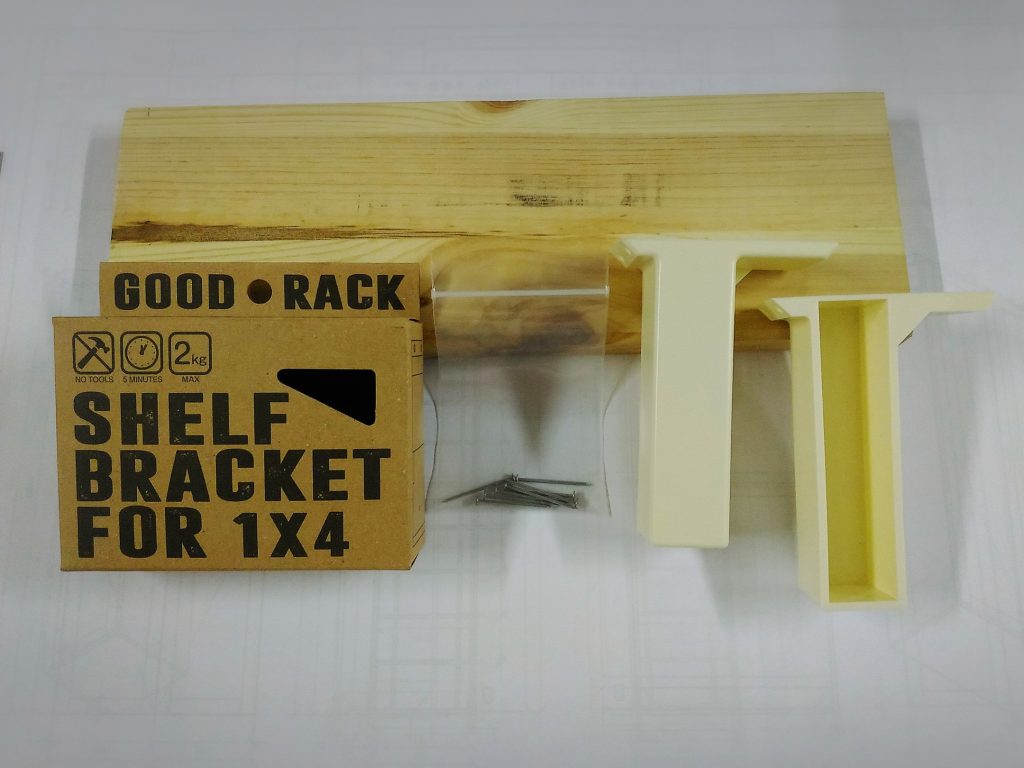 GOOD RACK
2kg
NO TOOLS 5 MINUTES MAX
SHELF
BRACKET
FOR 1X4